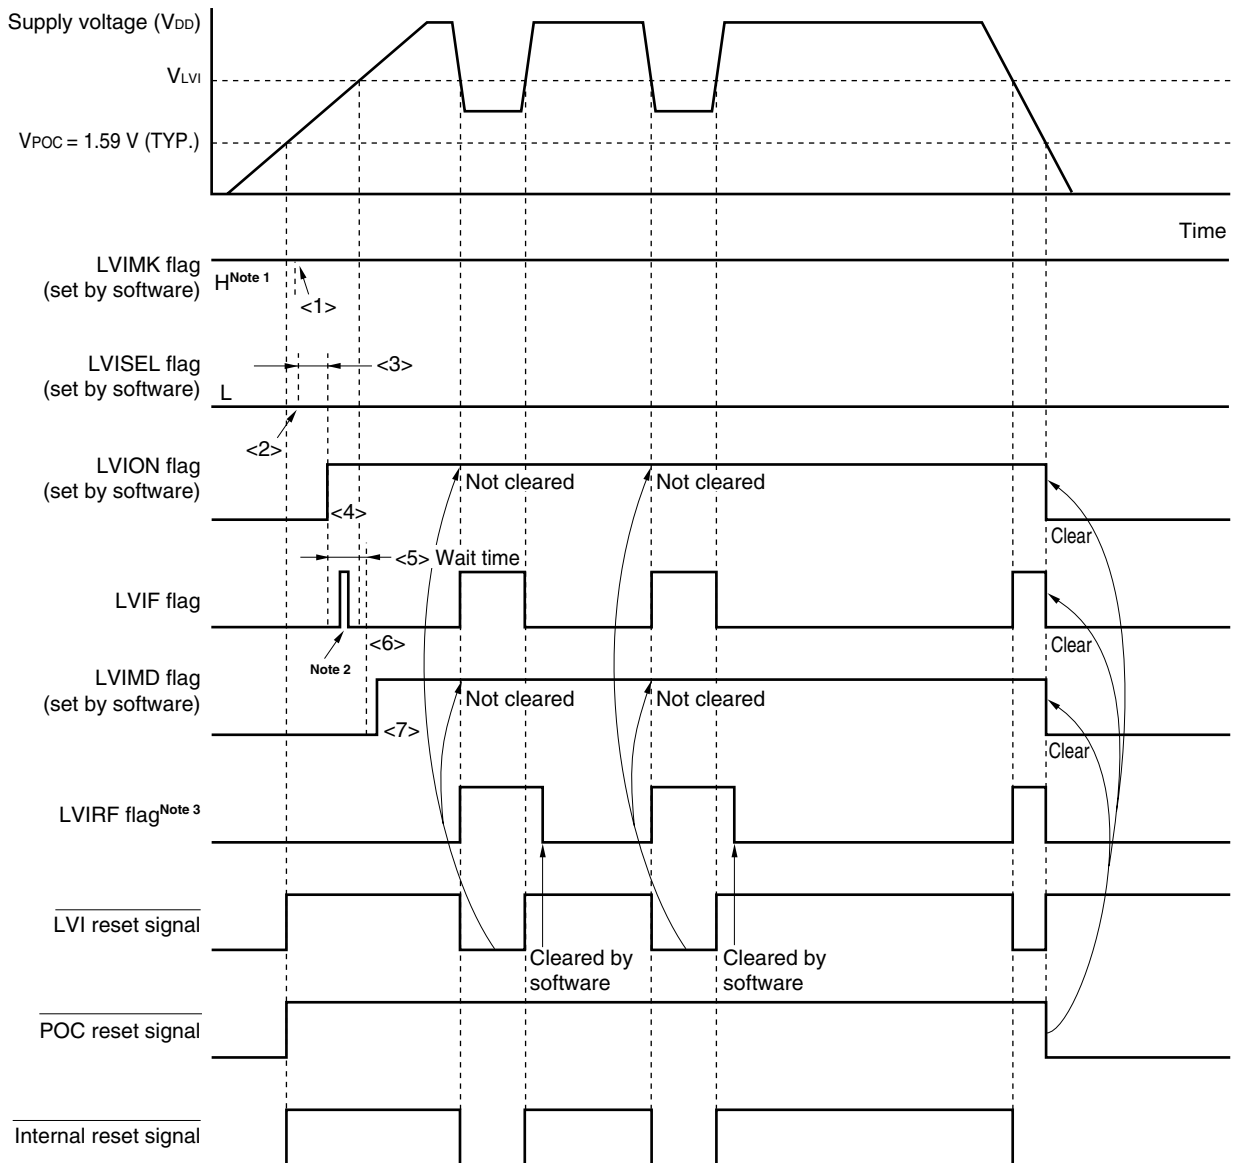 Supply voltage (VDD)
VLVI
VPOC = 1.59 V (TYP.)
Time
LVIMK flag
(set by software)
HNote 1
<1>
LVISEL flag
(set by software)
<3>
L
<2>
LVION flag
(set by software)
Not cleared
Not cleared
<4>
Clear
<5> Wait time
LVIF flag
<6>
Note 2
Clear
LVIMD flag
(set by software)
Not cleared
Not cleared
<7>
Clear
LVIRF flagNote 3
LVI reset signal
Cleared by
software
Cleared by
software
POC reset signal
Internal reset signal